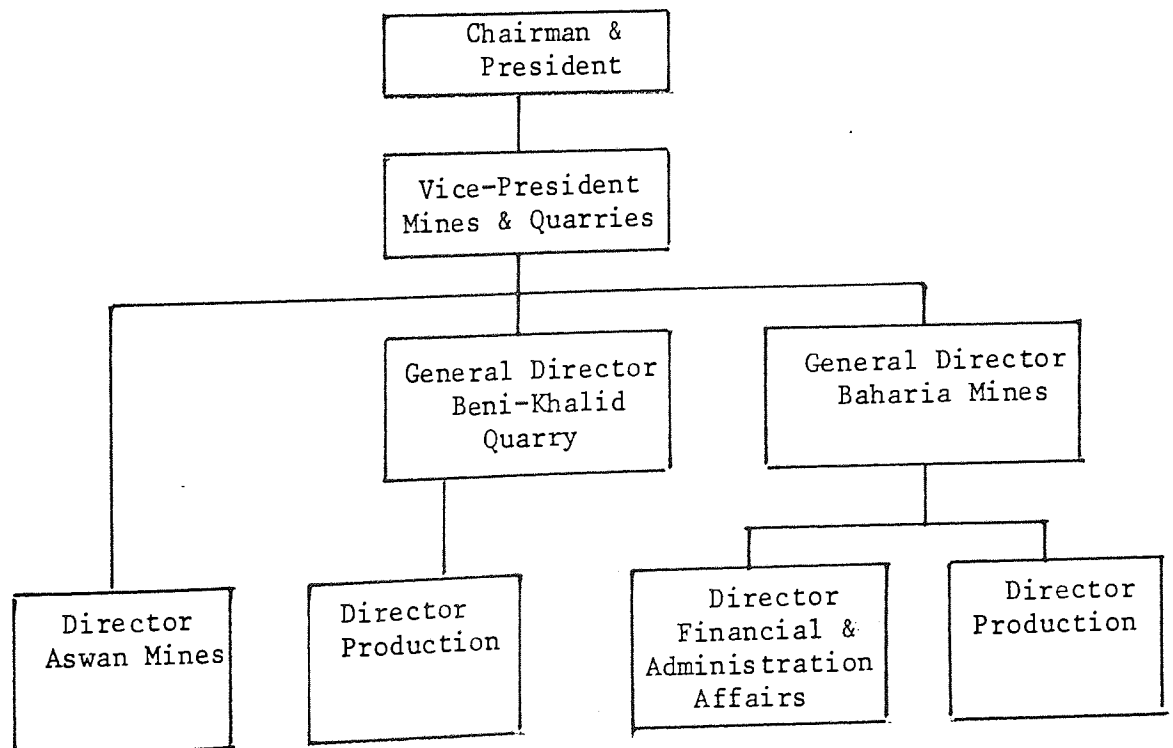 Chairman &
President
Vice-President
Mines & Quarries
General Director
Beni-Khalid
Quarry
General Director
Baharia Mines
Director
Aswan Mines
Director
Production
Director
Financial &
Administration
Affairs
Director
Production